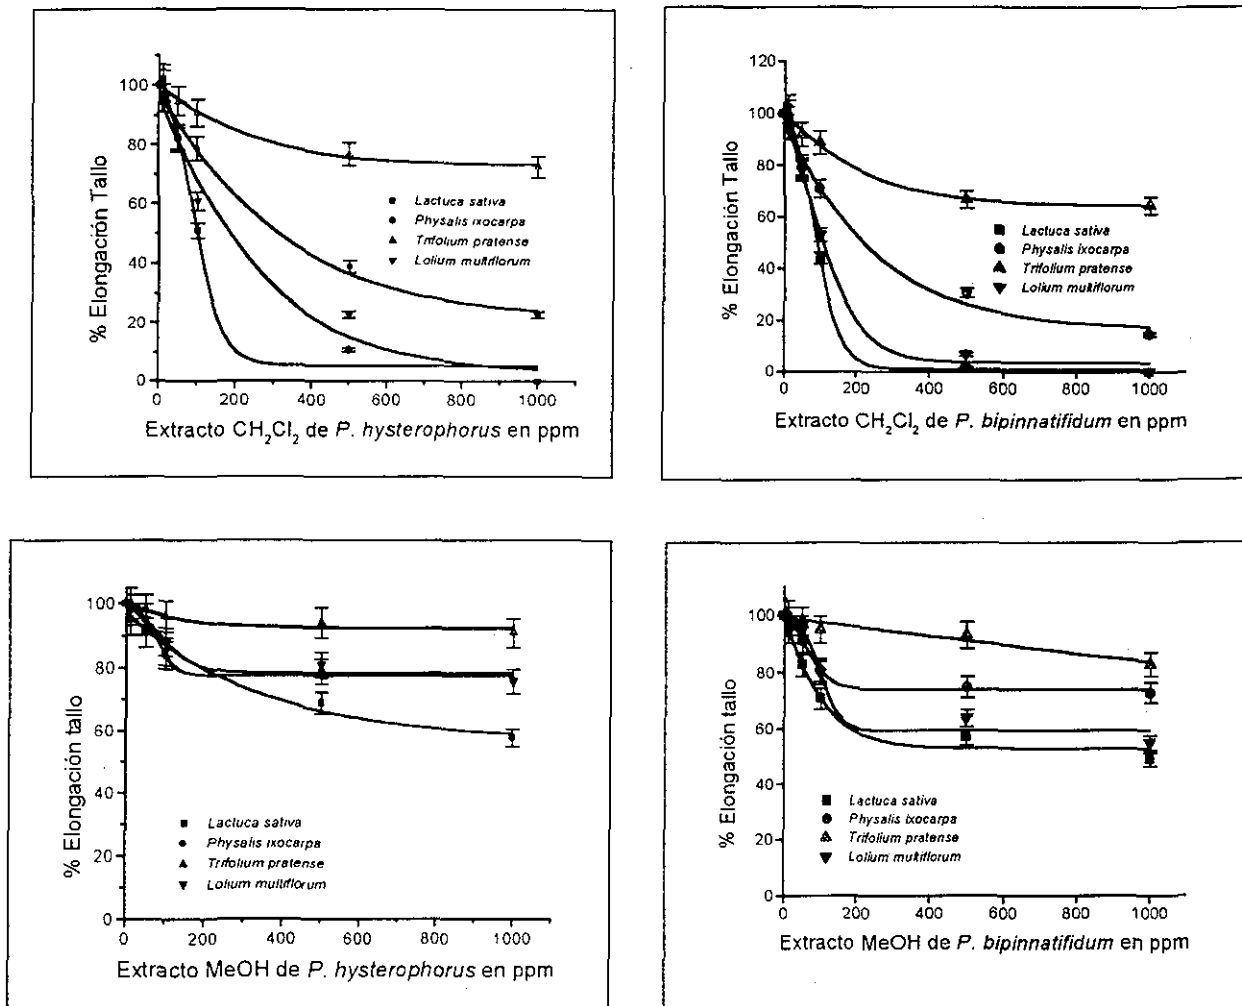 % Elongación Tallo
100
80
60
40
20
0
Lactuca sativa
Physalis ixocarpa
Trifolium pratense
Lolium multiflorum
0 200 400 600 800 1000
Extracto CH₂Cl₂ de P. hysterophorus en ppm
% Elongación Tallo
120
100
80
60
40
20
0
Lactuca sativa
Physalis ixocarpa
Trifolium pratense
Lolium multiflorum
0 200 400 600 800 1000
Extracto CH₂Cl₂ de P. bipinnatifidum en ppm
% Elongación tallo
100
80
60
40
20
0
Lactuca sativa
Physalis ixocarpa
Trifolium pratense
Lolium multiflorum
0 200 400 600 800 1000
Extracto MeOH de P. hysterophorus en ppm
% Elongación tallo
100
80
60
40
20
0
Lactuca sativa
Physalis ixocarpa
Trifolium pratense
Lolium multiflorum
0 200 400 600 800 1000
Extracto MeOH de P. bipinnatifidum en ppm